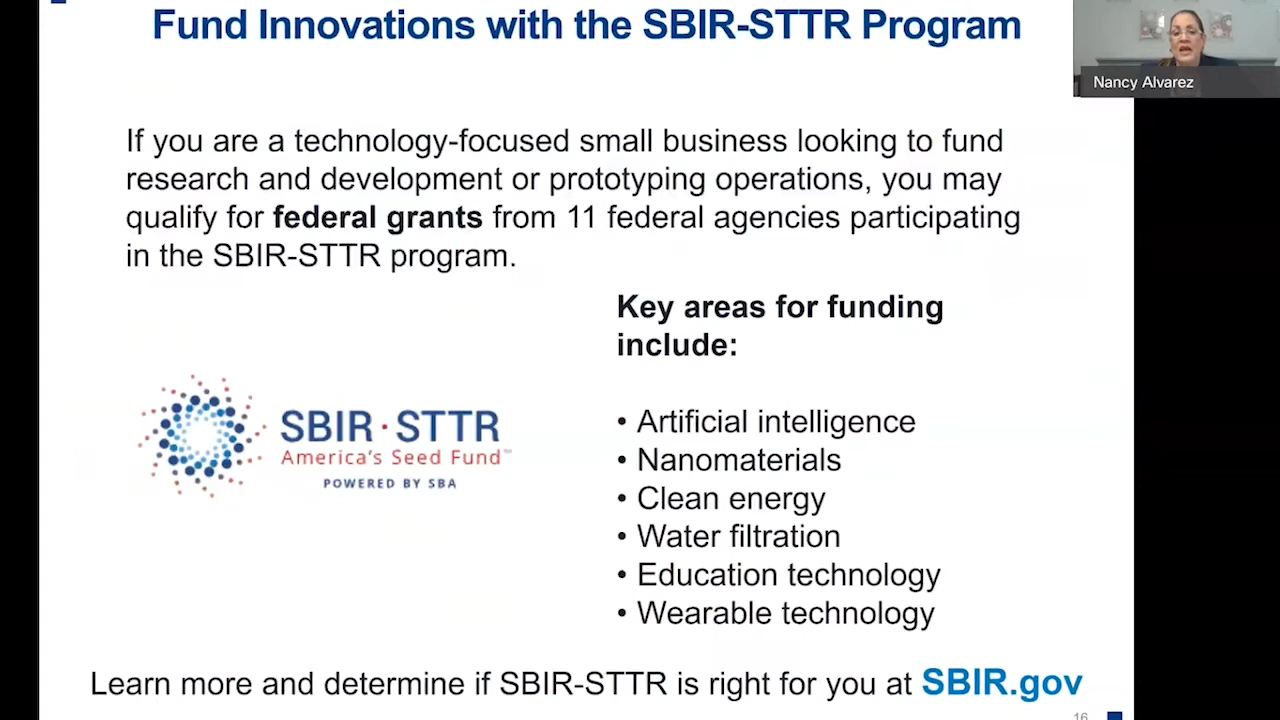 Fund Innovations with the SBIR-STTR Program
Nancy Alvarez
If you are a technology-focused small business looking to fund
research and development or prototyping operations, you may
qualify for federal grants from 11 federal agencies participating
in the SBIR-STTR program.
Key areas for funding
include:
SBIR·STTR
America's Seed Fund
POWERED BY SBA
• Artificial intelligence
• Nanomaterials
• Clean energy
• Water filtration
• Education technology
• Wearable technology
Learn more and determine if SBIR-STTR is right for you at SBIR.gov
16